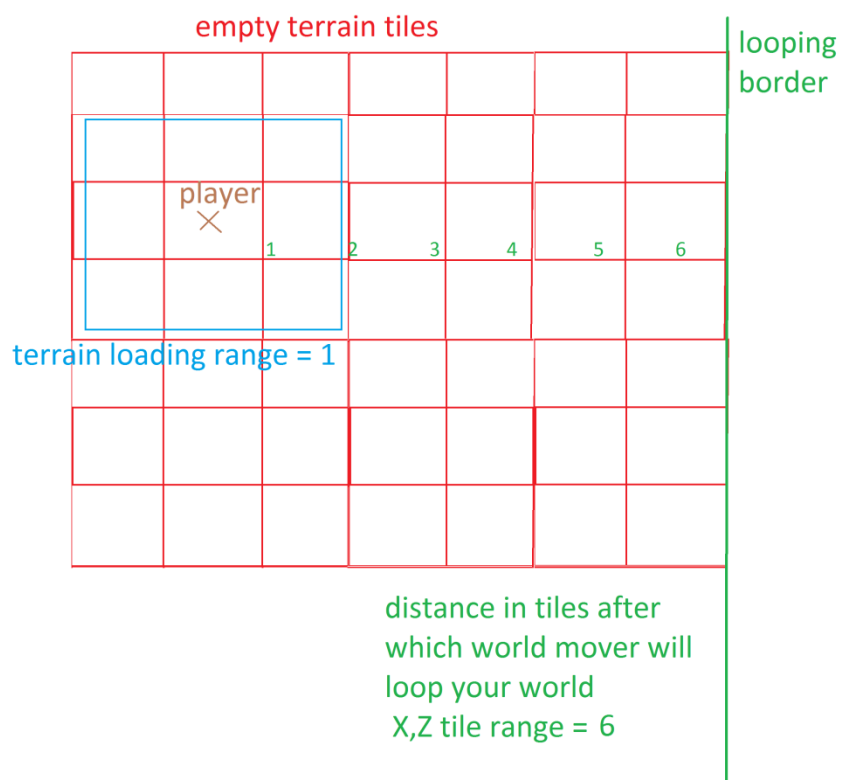 empty terrain tiles
looping
border
player
1 2 3 4 5 6
terrain loading range = 1
distance in tiles after
which world mover will
loop your world
X,Z tile range = 6